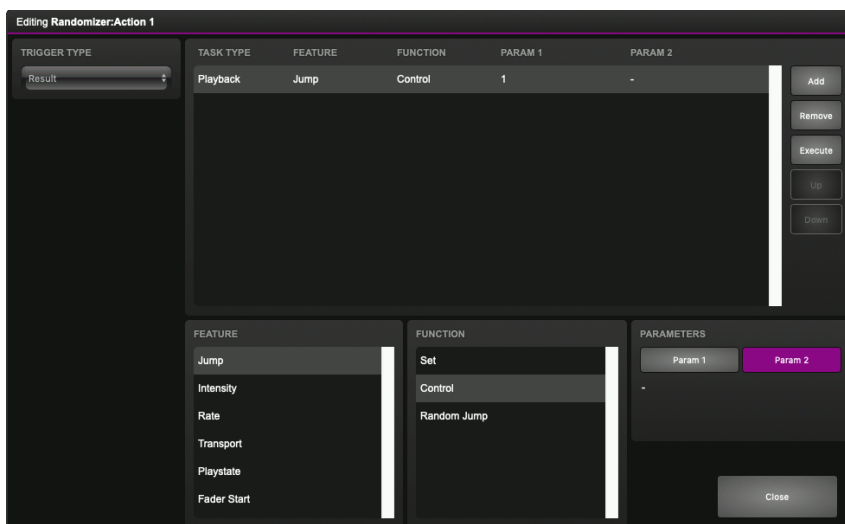 Editing Randomizer:Action 1
TRIGGER TYPE
Result
TASK TYPE FEATURE FUNCTION PARAM 1 PARAM 2
Playback Jump Control 1 -
Add
Remove
Execute
Up
Down
FEATURE
Jump
Intensity
Rate
Transport
Playstate
Fader Start
FUNCTION
Set
Control
Random Jump
PARAMETERS
Param 1 Param 2
-
Close